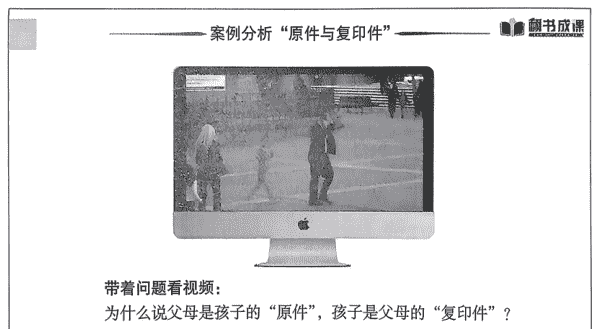 案例分析“原件与复印件”
翻书成课
带着问题看视频：
为什么说父母是孩子的“原件”，孩子是父母的“复印件”？